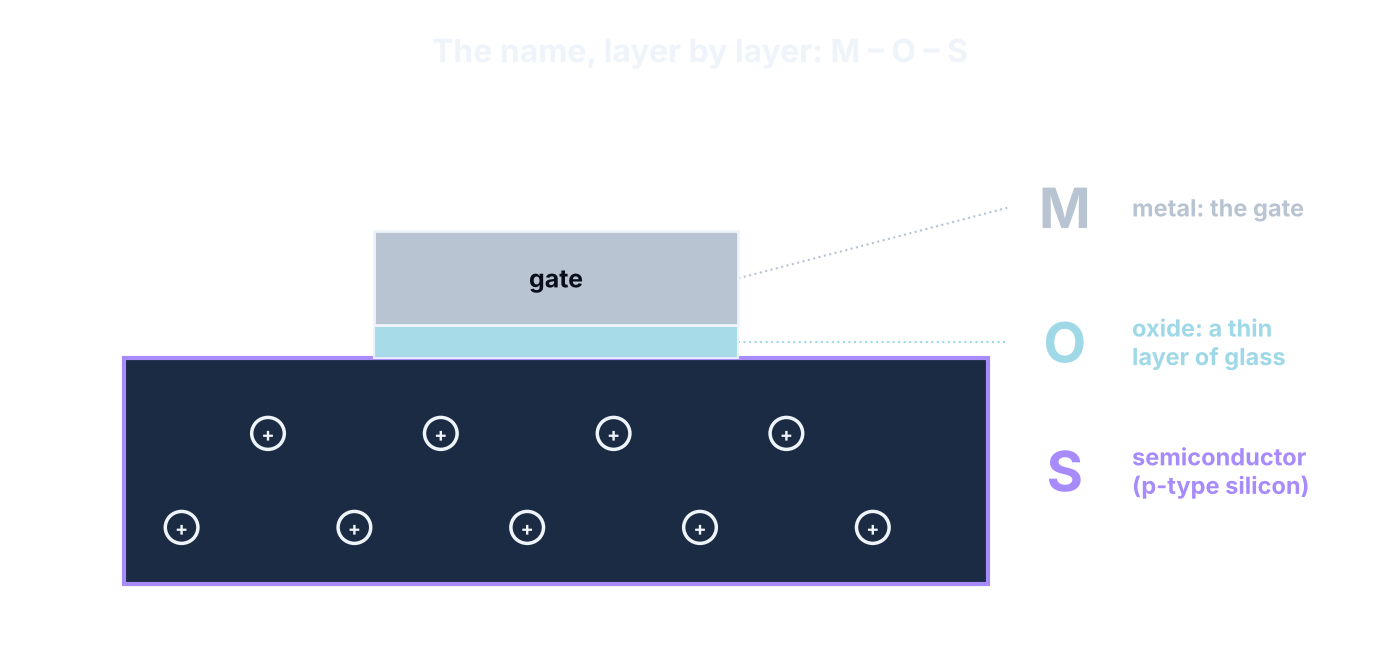 The name, layer by layer: M – O – S
M
metal: the gate
gate
O
oxide: a thin
layer of glass
S
semiconductor
(p-type silicon)
+ + + +
+ + + + +